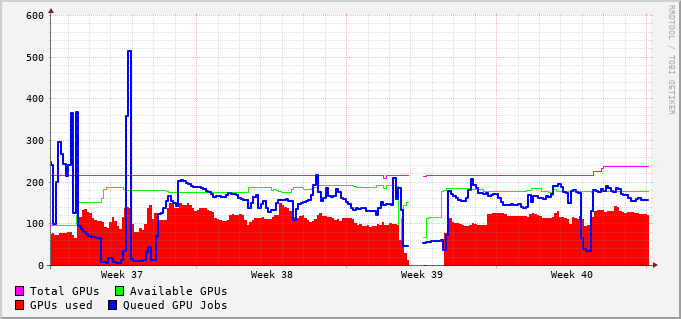 600
500
400
300
200
100
0
Week 37 Week 38 Week 39 Week 40
Total GPUs Available GPUs
GPUs used Queued GPU Jobs
RRDTOOL / TOBI OETIKER